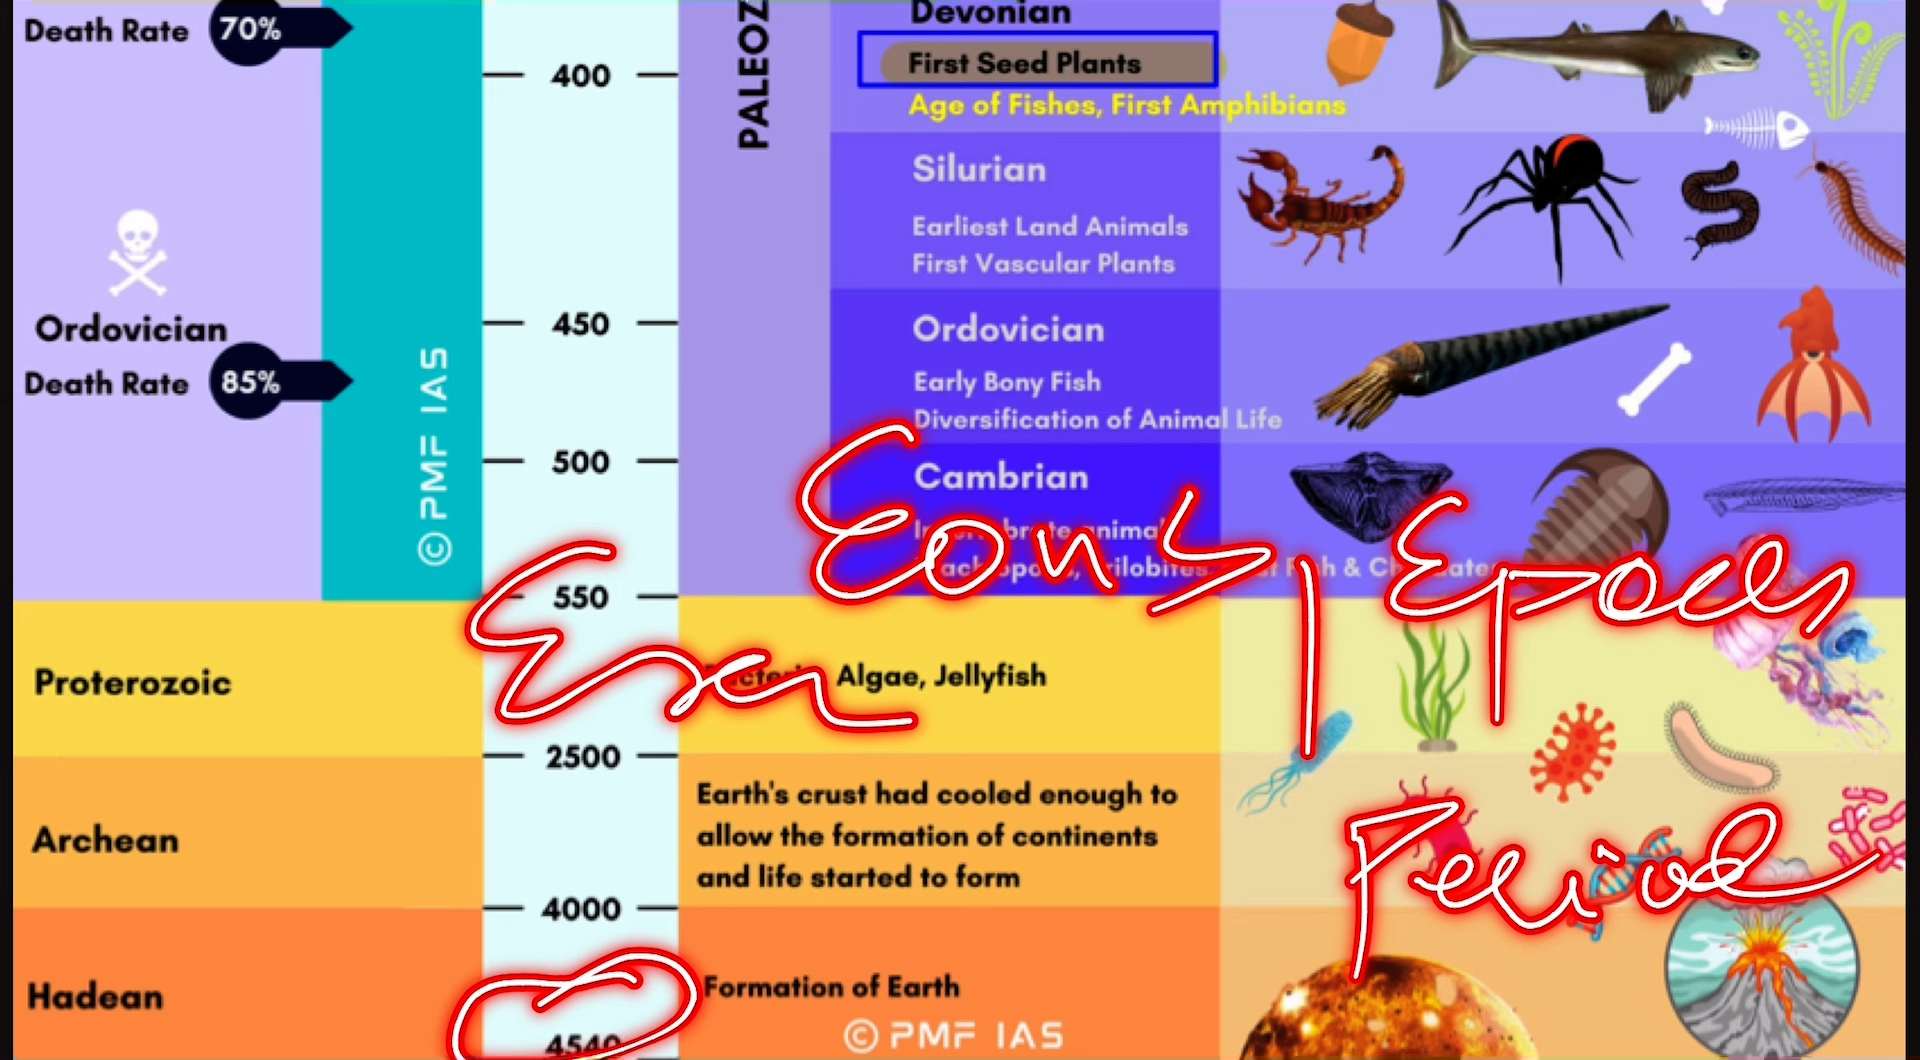 Devonian
First Seed Plants
Age of Fishes, First Amphibians
Silurian
Earliest Land Animals
First Vascular Plants
Ordovician
Early Bony Fish
Diversification of Animal Life
Cambrian
Death Rate 70%
Ordovician
Death Rate 85%
© PMF IAS
400
450
500
550
2500
4000
4540
Proterozoic
Algae, Jellyfish
Archean
Earth's crust had cooled enough to
allow the formation of continents
and life started to form
Hadean
Formation of Earth
© PMF IAS
Eons, Epoch
Era
Period